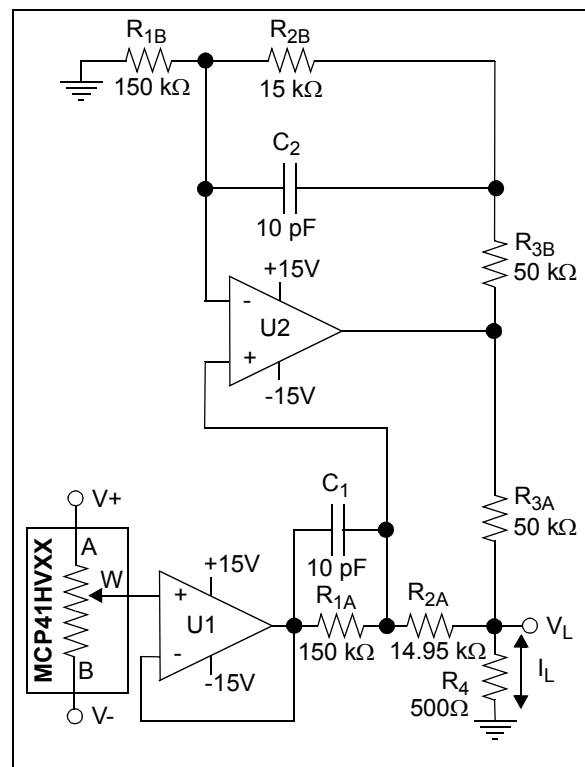 R1B
150 kΩ
R2B
15 kΩ
C2
10 pF
R3B
50 kΩ
+15V
-
U2
+
-15V
V+
A
W
B
V-
MCP41HVXX
+15V
+
U1
-
-15V
C1
10 pF
R1A
150 kΩ
R2A
14.95 kΩ
R3A
50 kΩ
VL
IL
R4
500Ω